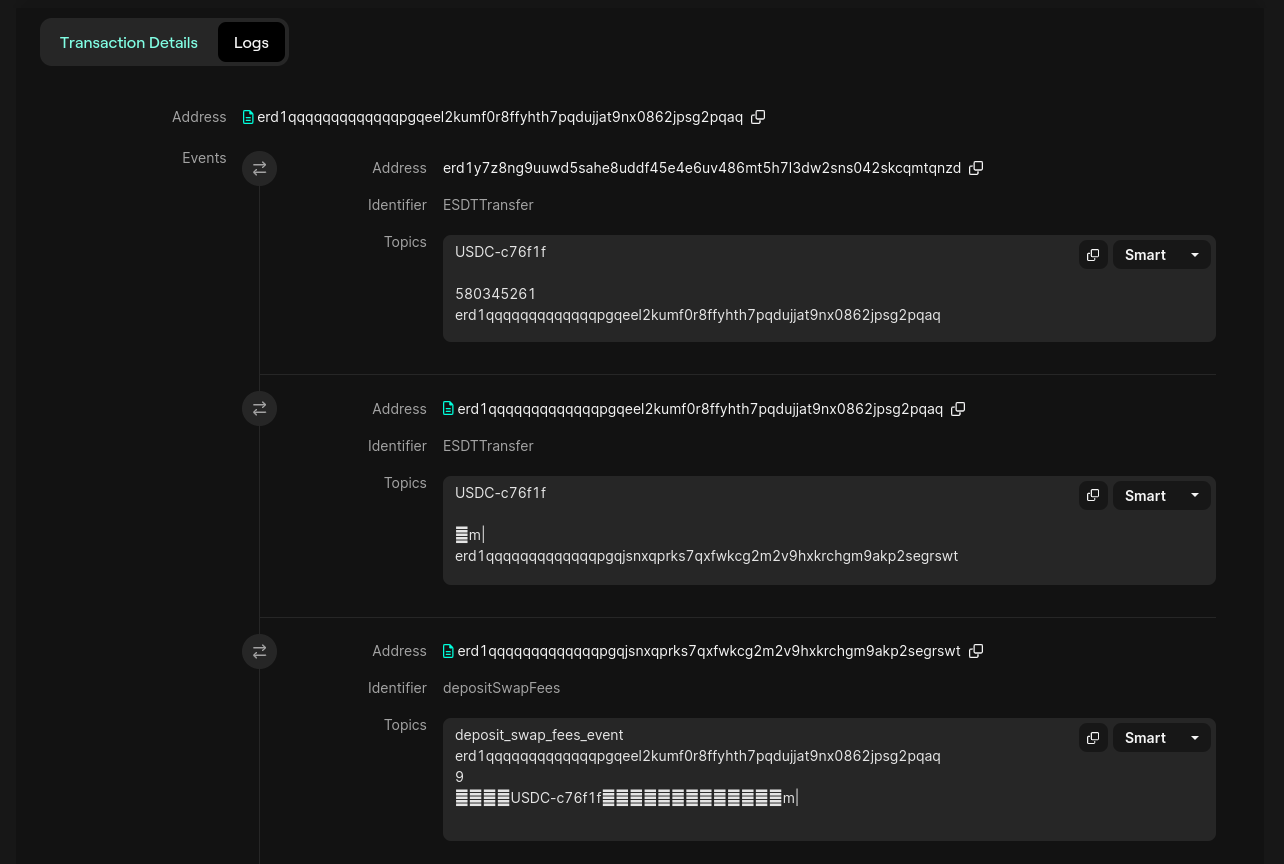 Transaction Details
Logs
Address erd1qqqqqqqqqqqqqpgqeel2kumf0r8ffyhth7pqdujjat9nx0862jpsg2pqaq
Events
Address erd1y7z8ng9uuwd5sahe8uddf45e4e6uv486mt5h7l3dw2sns042skcqmtqnzd
Identifier ESDTTransfer
Topics
USDC-c76f1f
Smart
580345261
erd1qqqqqqqqqqqqqpgqeel2kumf0r8ffyhth7pqdujjat9nx0862jpsg2pqaq
Address erd1qqqqqqqqqqqqqpgqeel2kumf0r8ffyhth7pqdujjat9nx0862jpsg2pqaq
Identifier ESDTTransfer
Topics
USDC-c76f1f
Smart
m|
erd1qqqqqqqqqqqqqpgqjsnxqprks7qxfwkcg2m2v9hxkrchgm9akp2segrswt
Address erd1qqqqqqqqqqqqqpgqjsnxqprks7qxfwkcg2m2v9hxkrchgm9akp2segrswt
Identifier depositSwapFees
Topics
deposit_swap_fees_event
Smart
erd1qqqqqqqqqqqqqpgqeel2kumf0r8ffyhth7pqdujjat9nx0862jpsg2pqaq
9
USDC-c76f1f m|